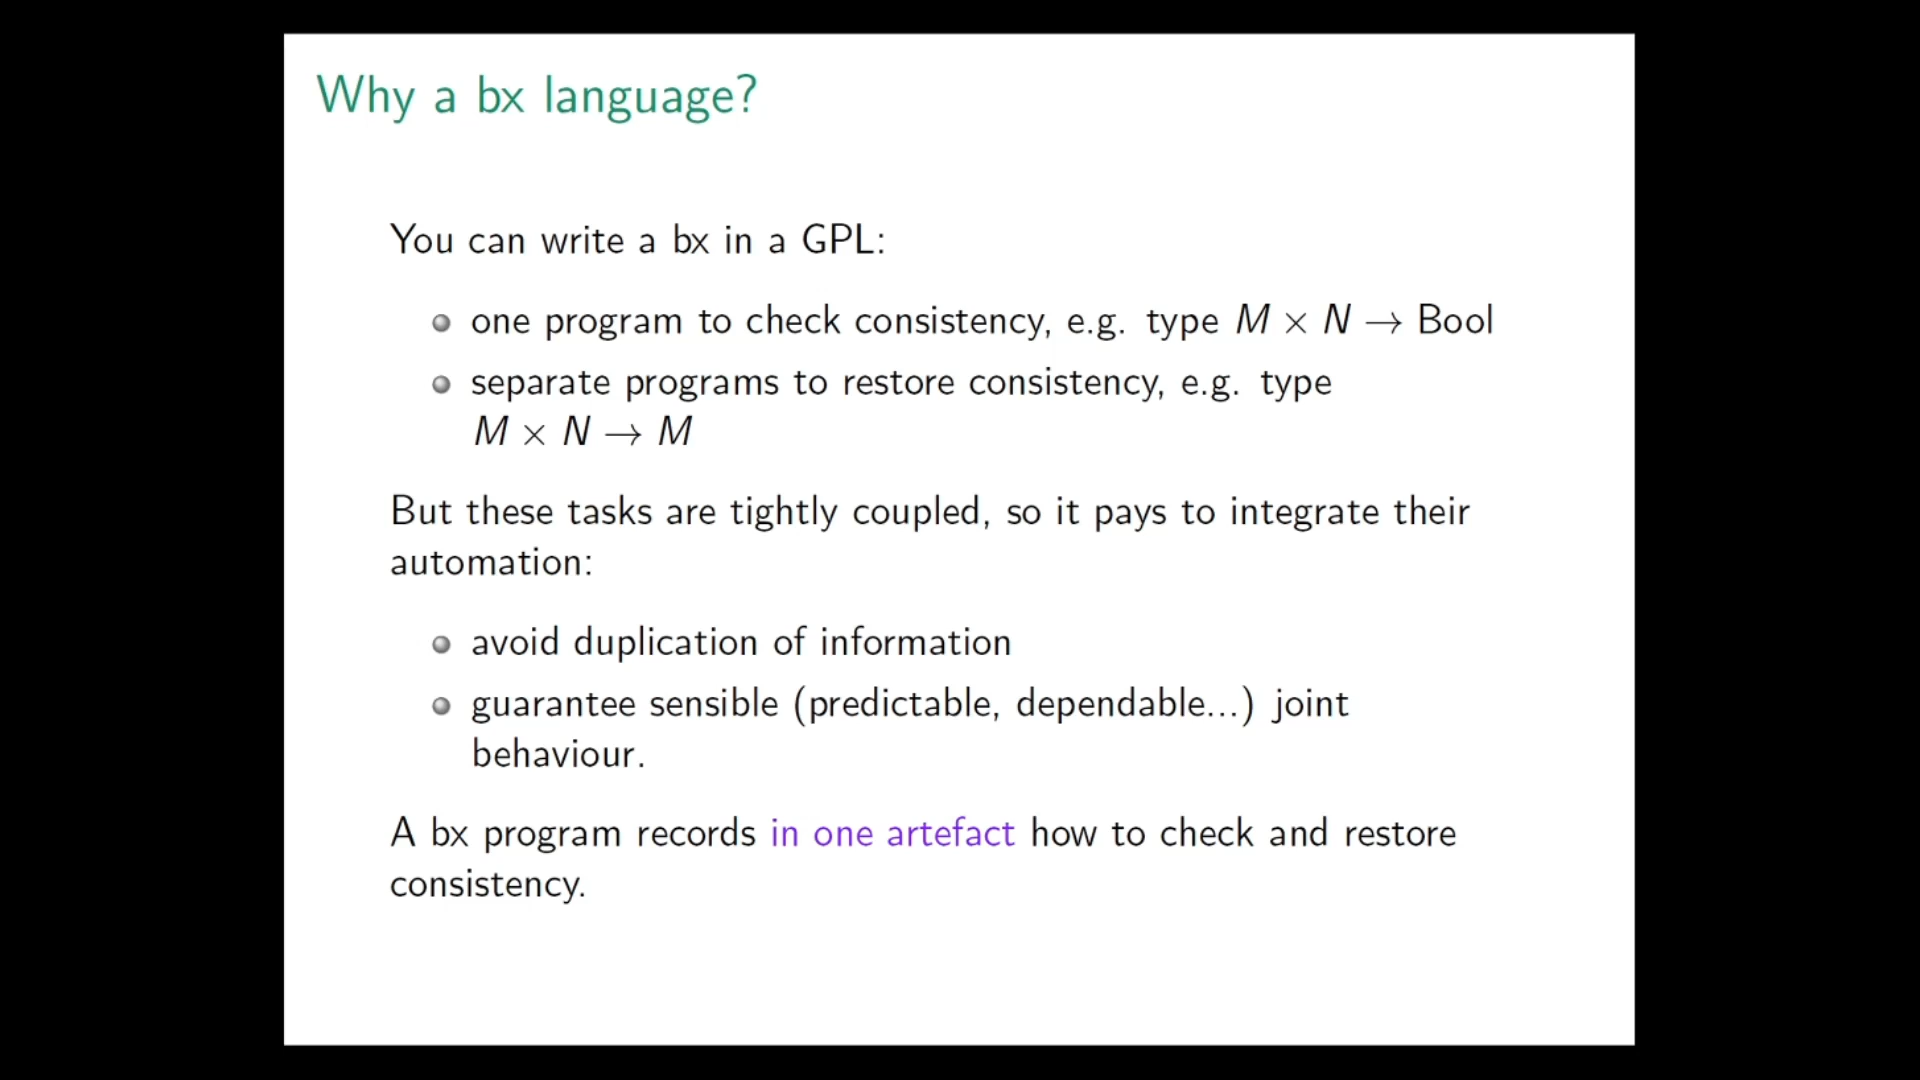 Why a bx language?
You can write a bx in a GPL:
one program to check consistency, e.g. type M × N → Bool
separate programs to restore consistency, e.g. type
M × N → M
But these tasks are tightly coupled, so it pays to integrate their
automation:
avoid duplication of information
guarantee sensible (predictable, dependable...) joint
behaviour.
A bx program records in one artefact how to check and restore
consistency.